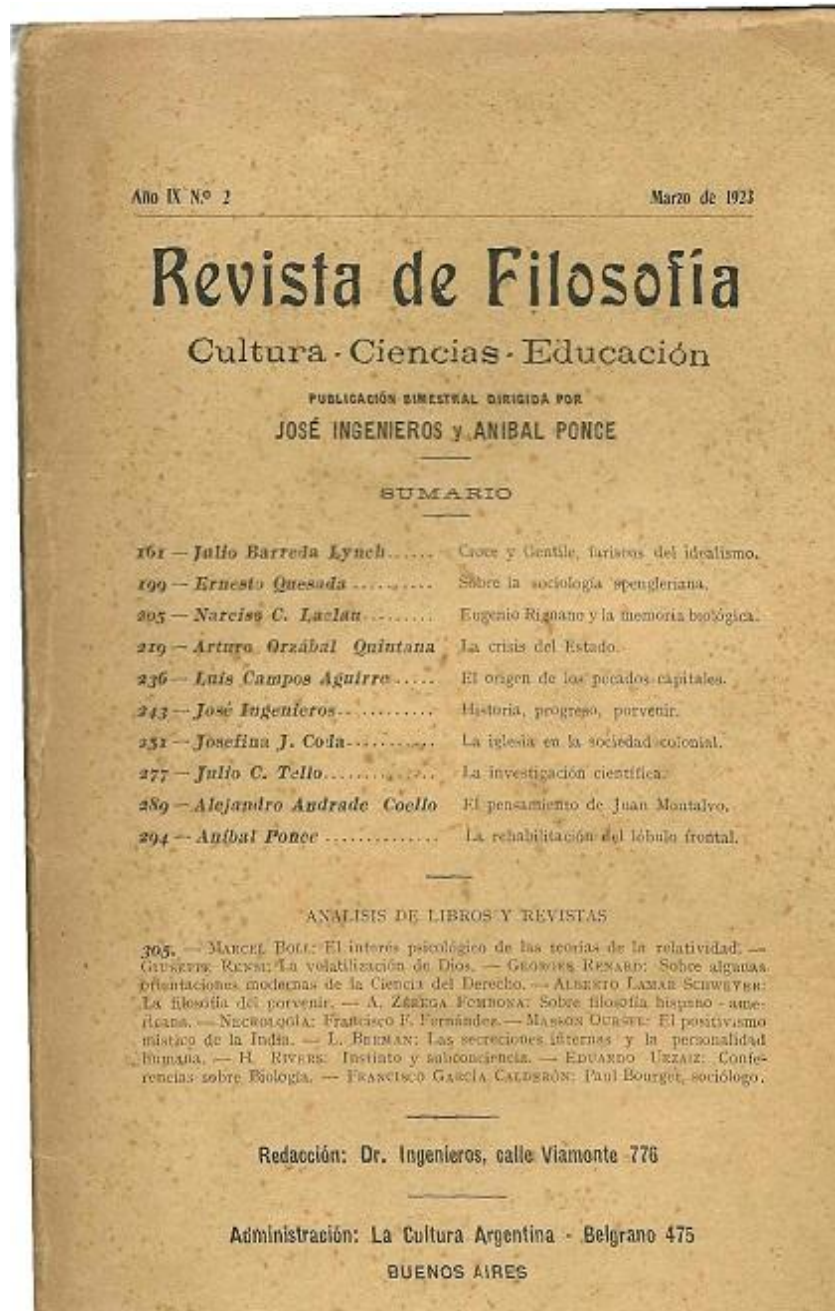 Año IX N.º 2 Marzo de 1923
Revista de Filosofía
Cultura - Ciencias - Educación
PUBLICACIÓN BIMESTRAL DIRIGIDA POR
JOSÉ INGENIEROS y ANIBAL PONCE
SUMARIO
161 — Julio Barreda Lynch...... Croce y Gentile, fariseos del idealismo.
199 — Ernesto Quesada .......... Sobre la sociología spengleriana.
205 — Narciso C. Laclau......... Eugenio Rignano y la memoria biológica.
219 — Arturo Orzábal Quintana La crisis del Estado.
236 — Luis Campos Aguirre ..... El origen de los pecados capitales.
243 — José Ingenieros........... Historia, progreso, porvenir.
251 — Josefina J. Coda........... La iglesia en la sociedad colonial.
277 — Julio C. Tello.............. La investigación científica.
289 — Alejandro Andrade Coello El pensamiento de Juan Montalvo.
294 — Aníbal Ponce .............. La rehabilitación del lóbulo frontal.
ANALISIS DE LIBROS Y REVISTAS
305. — MARCEL BOLL: El interés psicológico de las teorías de la relatividad. —
GIUSEPPE RENSI: La volatilización de Dios. — GEORGES RENARD: Sobre algunas
orientaciones modernas de la Ciencia del Derecho. — ALBERTO LAMAR SCHWEYER:
La filosofía del porvenir. — A. ZÉREGA FOMBONA: Sobre filosofía hispano - ame-
ricana. — NECROLOGÍA: Francisco F. Fernández. — MASSON OURSEL: El positivismo
místico de la India. — L. BERMAN: Las secreciones internas y la personalidad
humana. — H. RIVERS: Instinto y subconciencia. — EDUARDO URZAIZ: Confe-
rencias sobre Biología. — FRANCISCO GARCÍA CALDERÓN: Paul Bourget, sociólogo.
Redacción: Dr. Ingenieros, calle Viamonte 776
Administración: La Cultura Argentina - Belgrano 475
BUENOS AIRES